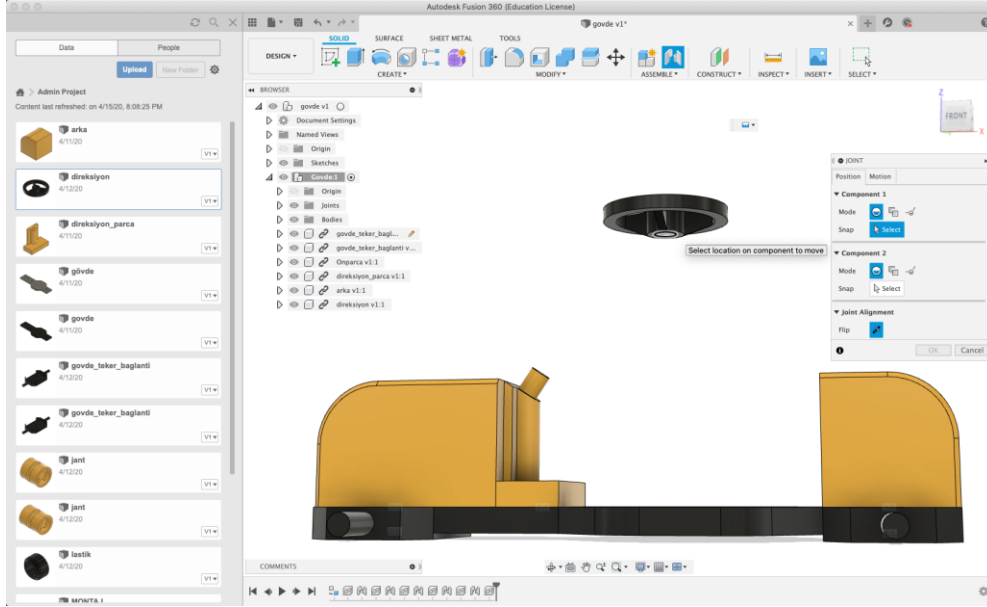 Autodesk Fusion 360 (Education License)
govde v1*
Data
People
Upload
New Folder
Admin Project
Content last refreshed: on 4/15/20, 8:08:25 PM
arka
4/11/20
V1
direksiyon
4/12/20
V1
direksiyon_parca
4/11/20
V1
gövde
4/11/20
V1
govde
4/11/20
V1
govde_teker_baglanti
4/12/20
V1
govde_teker_baglanti
4/12/20
V1
jant
4/12/20
V1
jant
4/12/20
V1
lastik
4/12/20
V1
MONTAJ
DESIGN
SOLID
SURFACE
SHEET METAL
TOOLS
CREATE
MODIFY
ASSEMBLE
CONSTRUCT
INSPECT
INSERT
SELECT
BROWSER
govde v1
Document Settings
Named Views
Origin
Sketches
Govde:1
Origin
Joints
Bodies
govde_teker_bagl...
govde_teker_baglanti v...
Onparca v1:1
direksiyon_parca v1:1
arka v1:1
direksiyon v1:1
Select location on component to move
Z
FRONT
X
JOINT
Position
Motion
Component 1
Mode
Snap
Select
Component 2
Mode
Snap
Select
Joint Alignment
Flip
OK
Cancel
COMMENTS